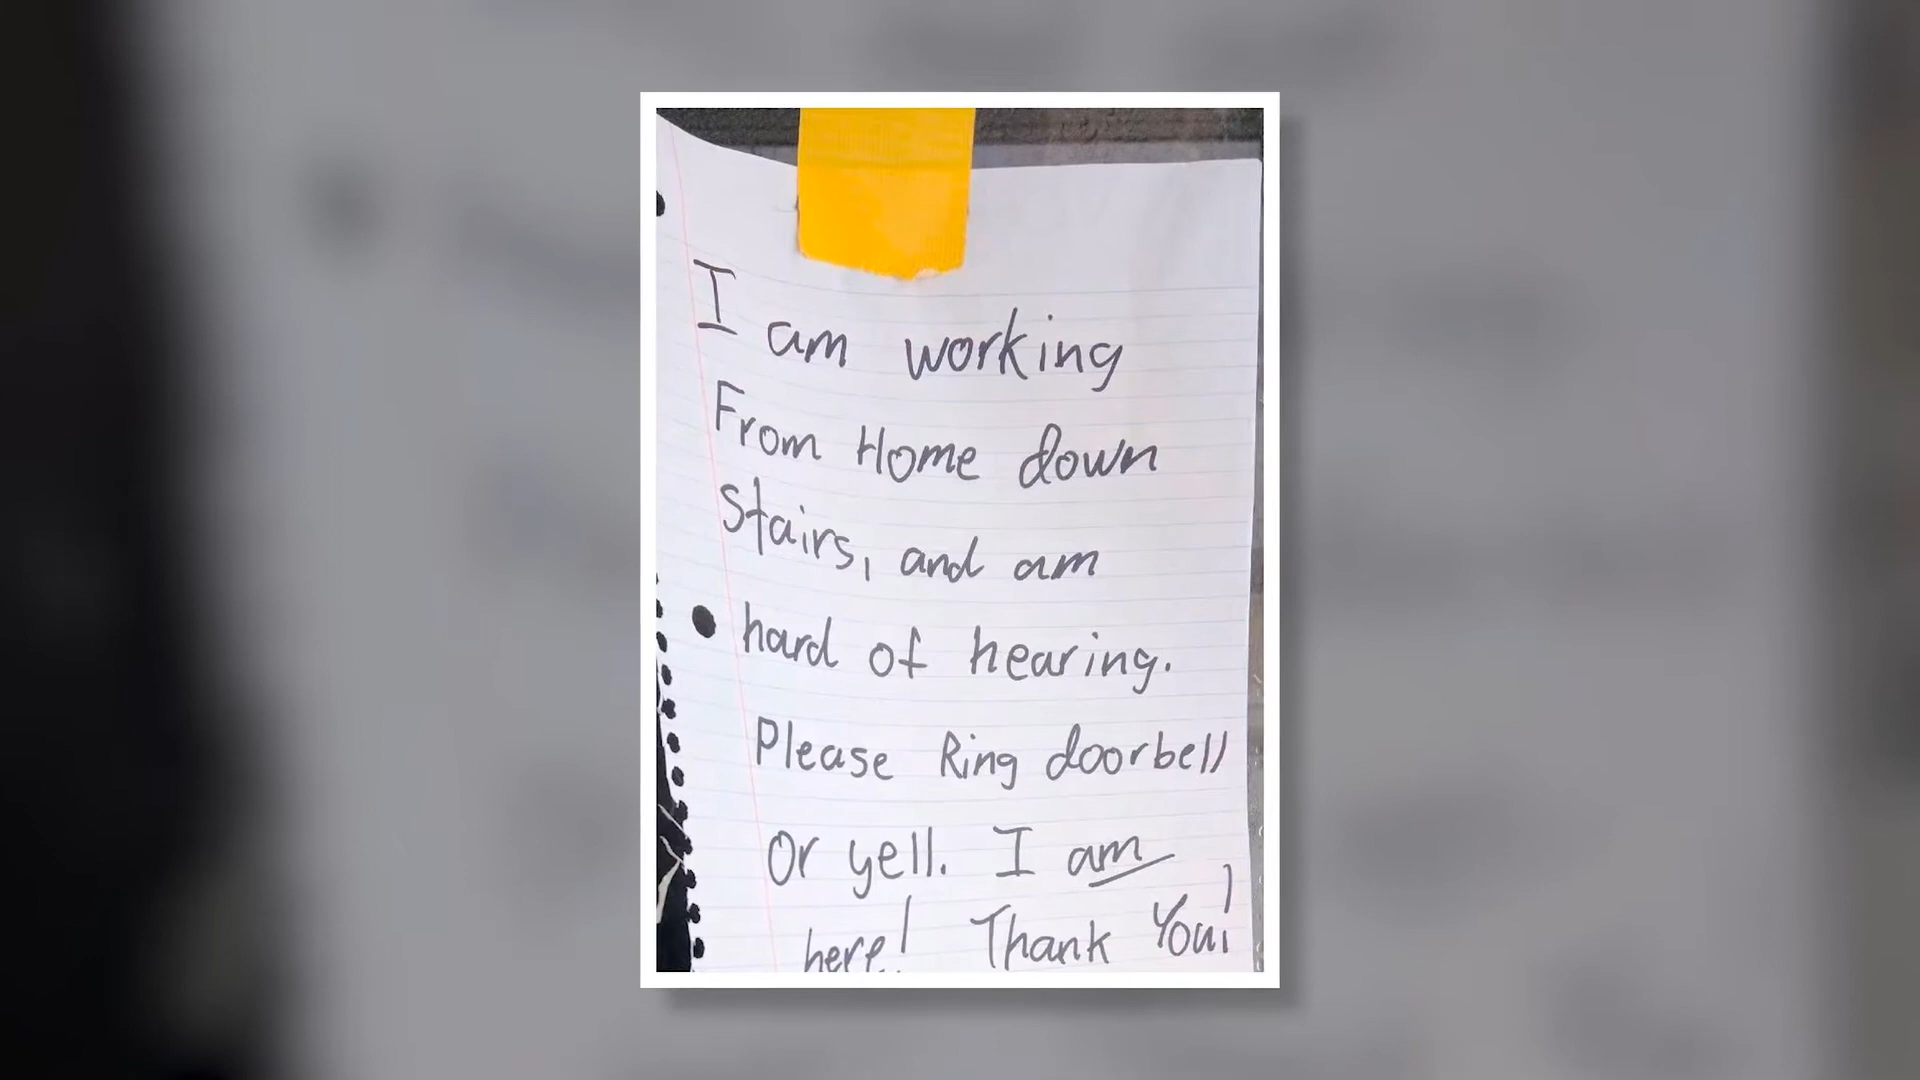 I am working
From Home down
Stairs, and am
hard of hearing.
Please Ring doorbell
Or yell. I am
here! Thank You!